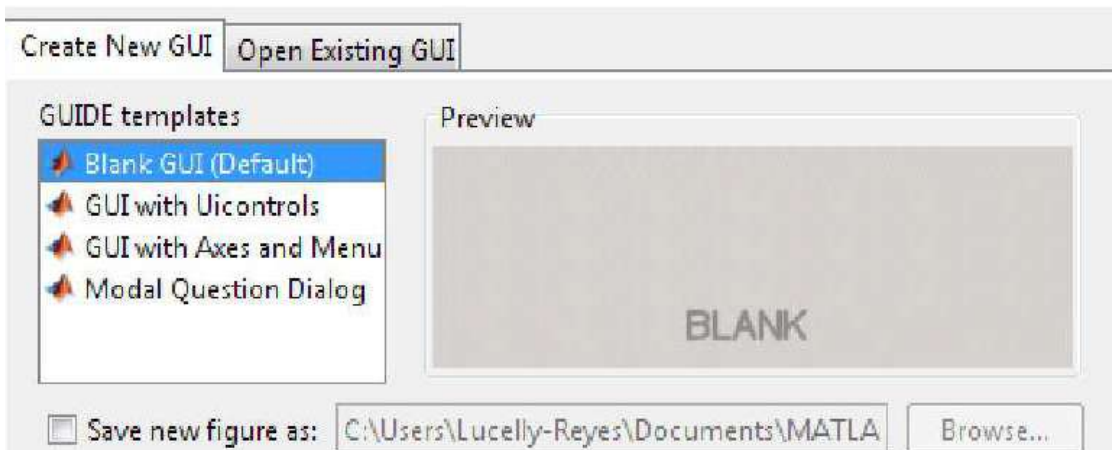 Create New GUI
Open Existing GUI
GUIDE templates
Blank GUI (Default)
GUI with Uicontrols
GUI with Axes and Menu
Modal Question Dialog
Preview
BLANK
Save new figure as:
C:\Users\Lucelly-Reyes\Documents\MATLA
Browse...